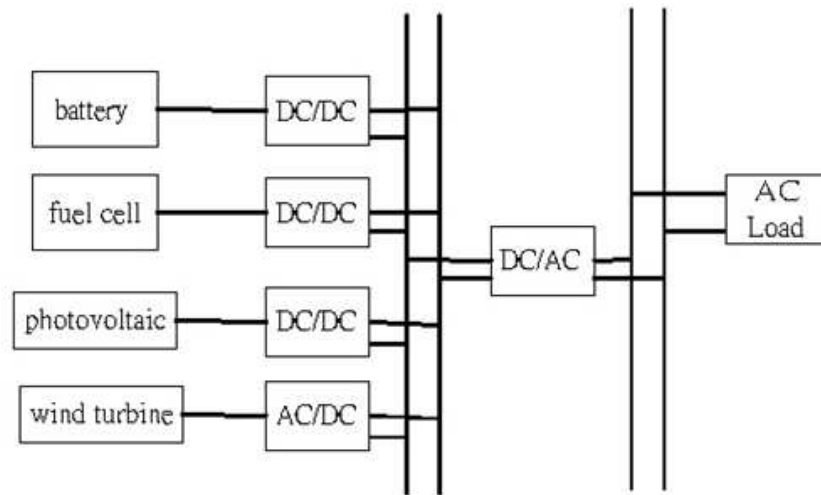 battery
DC/DC
fuel cell
DC/DC
DC/AC
AC
Load
photovoltaic
DC/DC
wind turbine
AC/DC